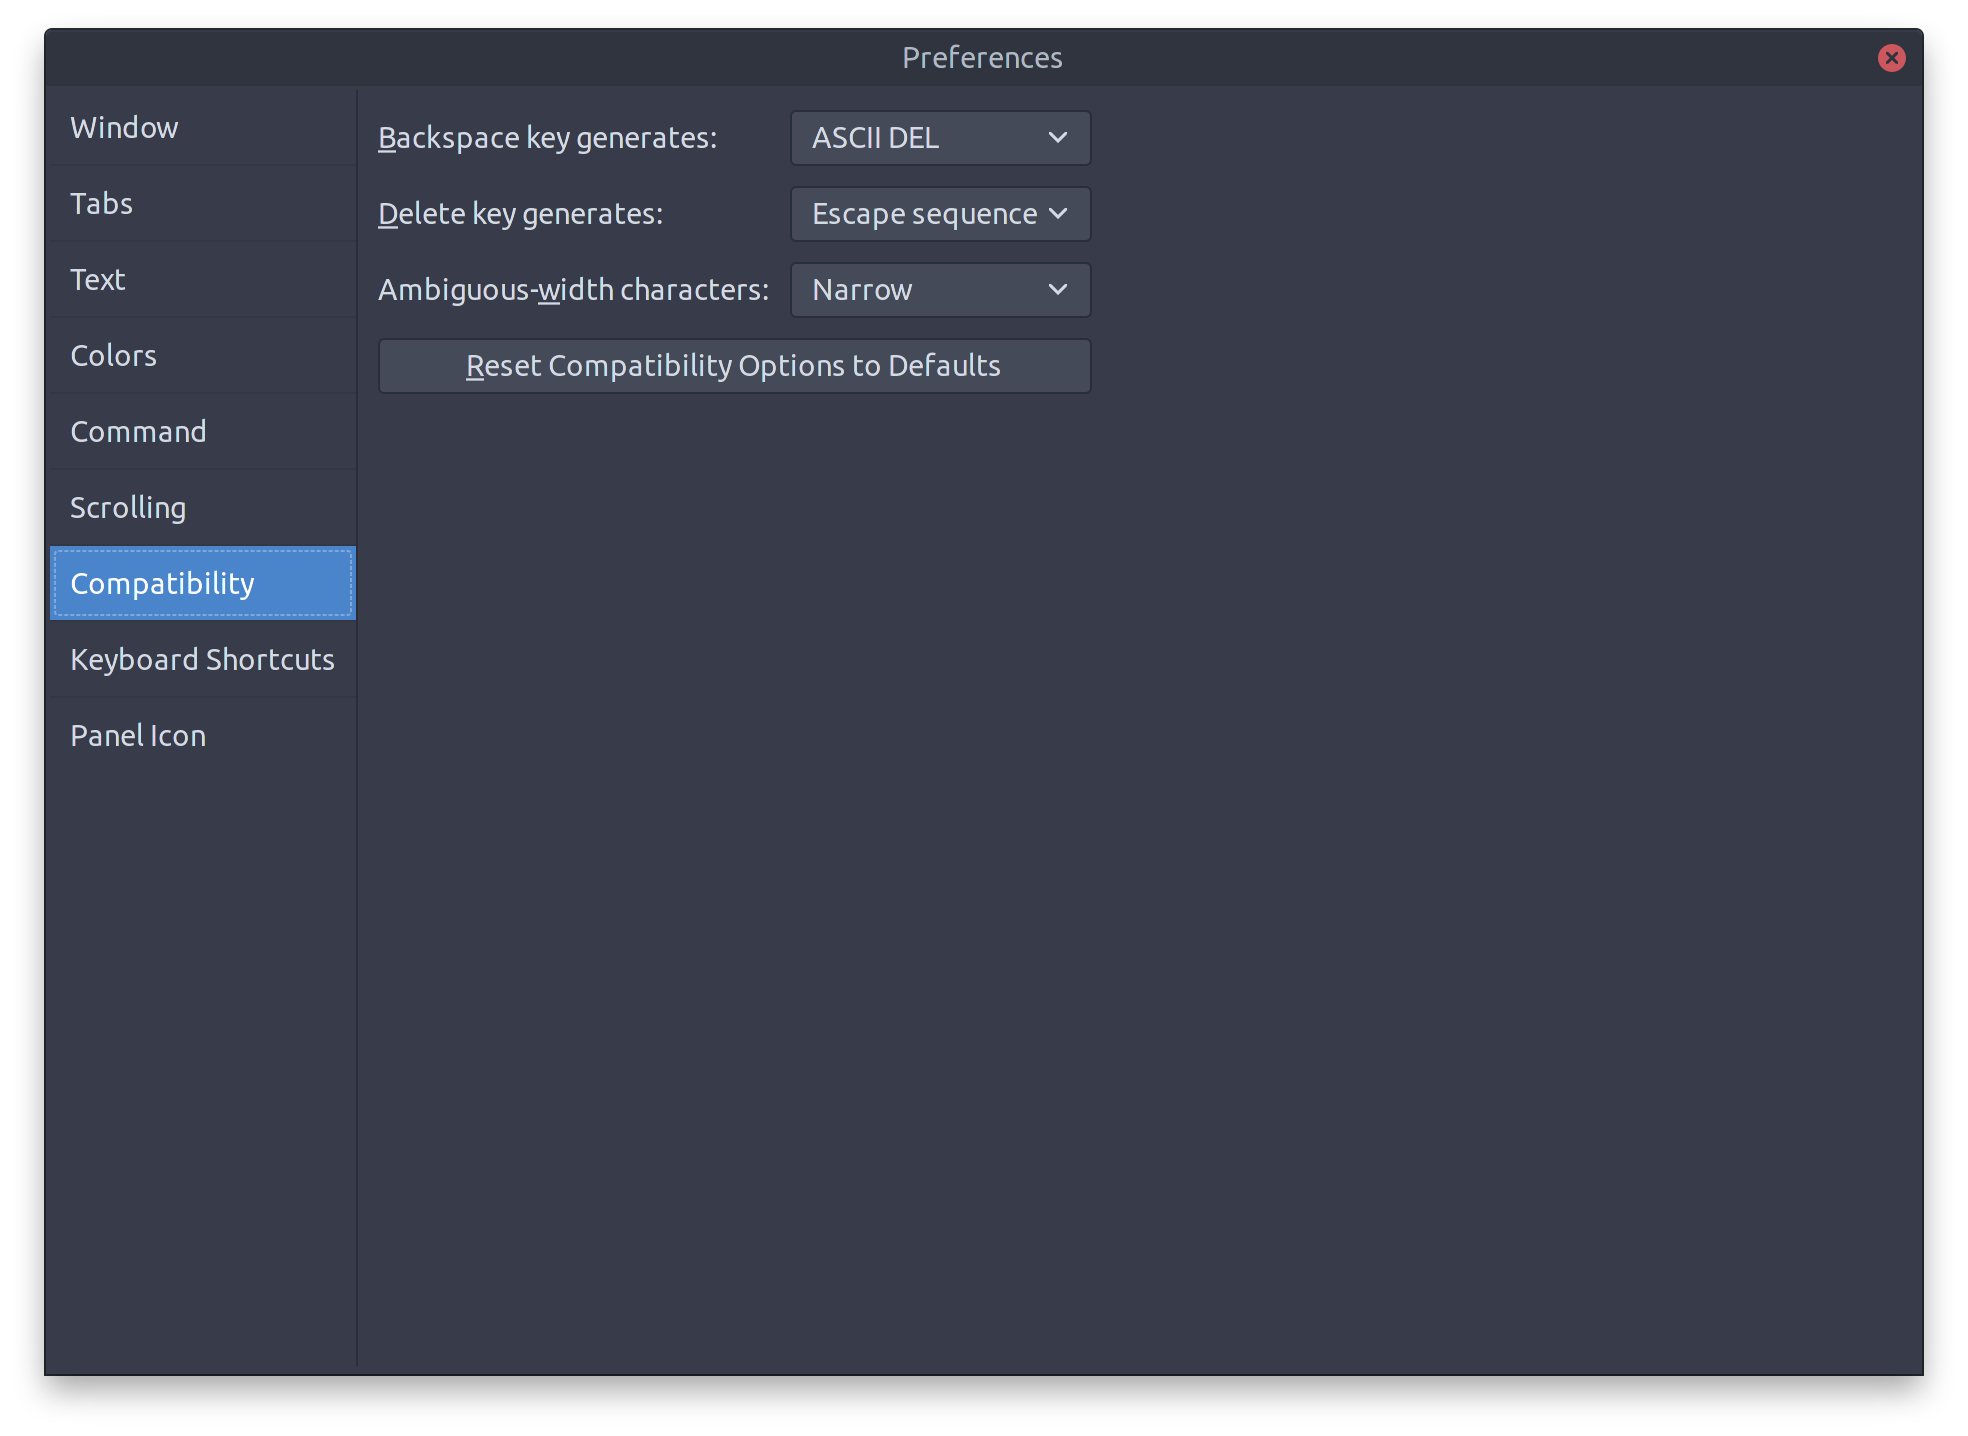 Preferences
Window
Tabs
Text
Colors
Command
Scrolling
Compatibility
Keyboard Shortcuts
Panel Icon
Backspace key generates: ASCII DEL
Delete key generates: Escape sequence
Ambiguous-width characters: Narrow
Reset Compatibility Options to Defaults